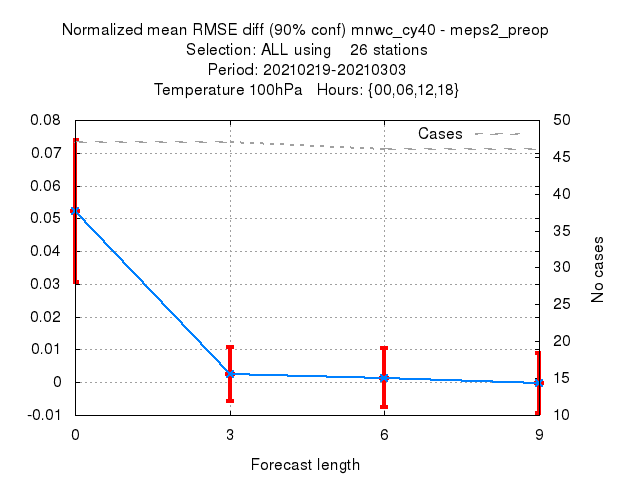 Normalized mean RMSE diff (90% conf) mnwc_cy40 - meps2_preop
Selection: ALL using 26 stations
Period: 20210219-20210303
Temperature 100hPa Hours: {00,06,12,18}
Cases
0.08
0.07
0.06
0.05
0.04
0.03
0.02
0.01
0
-0.01
50
45
40
35
30
25
20
15
10
No cases
0 3 6 9
Forecast length